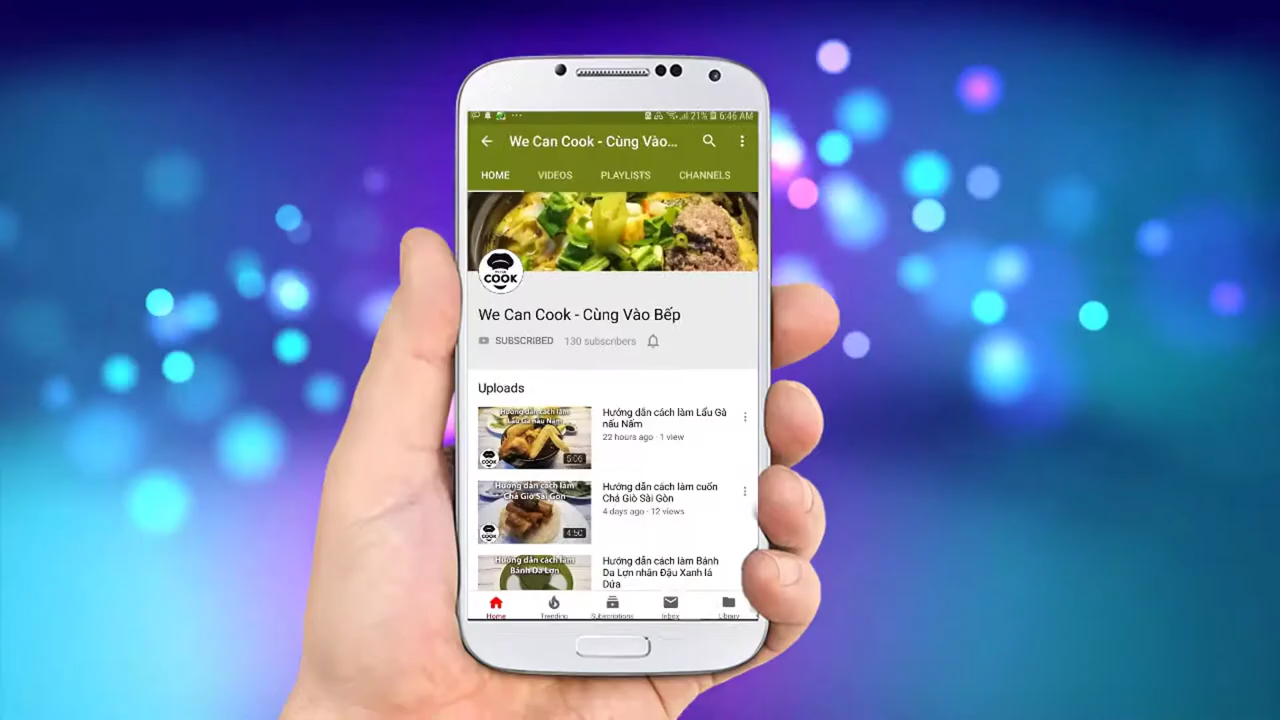 21% 6:46 AM
We Can Cook - Cùng Vào...
HOME VIDEOS PLAYLISTS CHANNELS
COOK
We Can Cook - Cùng Vào Bếp
SUBSCRIBED 130 subscribers
Uploads
Hướng dẫn cách làm
Lẩu Gà nấu Nấm
COOK
5:06
Hướng dẫn cách làm Lẩu Gà
nấu Nấm
22 hours ago · 1 view
Hướng dẫn cách làm
Chả Giò Sài Gòn
COOK
4:50
Hướng dẫn cách làm cuốn
Chả Giò Sài Gòn
4 days ago · 12 views
Hướng dẫn cách làm
Bánh Da Lợn
Hướng dẫn cách làm Bánh
Da Lợn nhân Đậu Xanh lá
Dứa
Home Trending Subscriptions Inbox Library